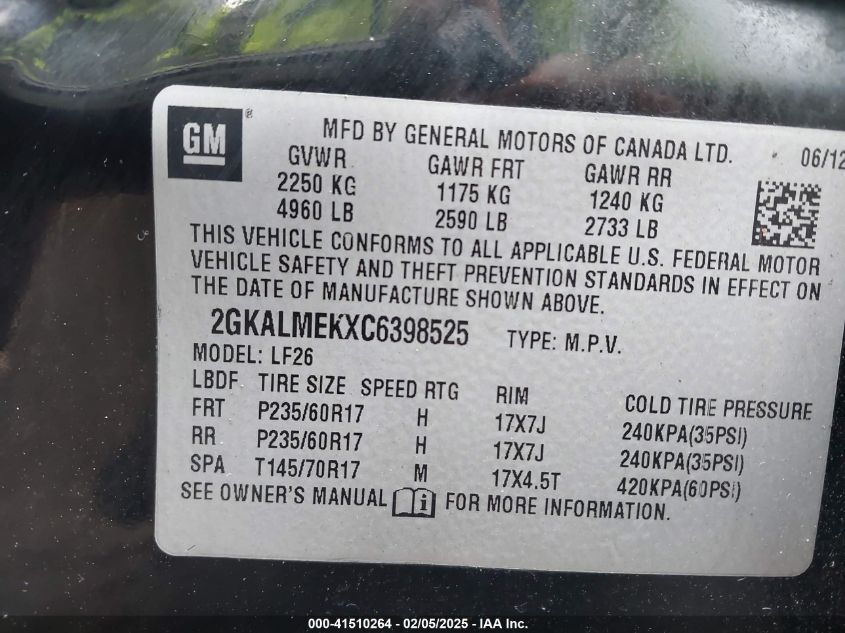 GM ® MFD BY GENERAL MOTORS OF CANADA LTD. 06/12
GVWR GAWR FRT GAWR RR
2250 KG 1175 KG 1240 KG
4960 LB 2590 LB 2733 LB
THIS VEHICLE CONFORMS TO ALL APPLICABLE U.S. FEDERAL MOTOR
VEHICLE SAFETY AND THEFT PREVENTION STANDARDS IN EFFECT ON
THE DATE OF MANUFACTURE SHOWN ABOVE.
2GKALMEKXC6398525 TYPE: M.P.V.
MODEL: LF26
LBDF TIRE SIZE SPEED RTG RIM COLD TIRE PRESSURE
FRT P235/60R17 H 17X7J 240KPA(35PSI)
RR P235/60R17 H 17X7J 240KPA(35PSI)
SPA T145/70R17 M 17X4.5T 420KPA(60PSI)
SEE OWNER'S MANUAL i FOR MORE INFORMATION.
000-41510264 / 02/05/2025 - IAA Inc.